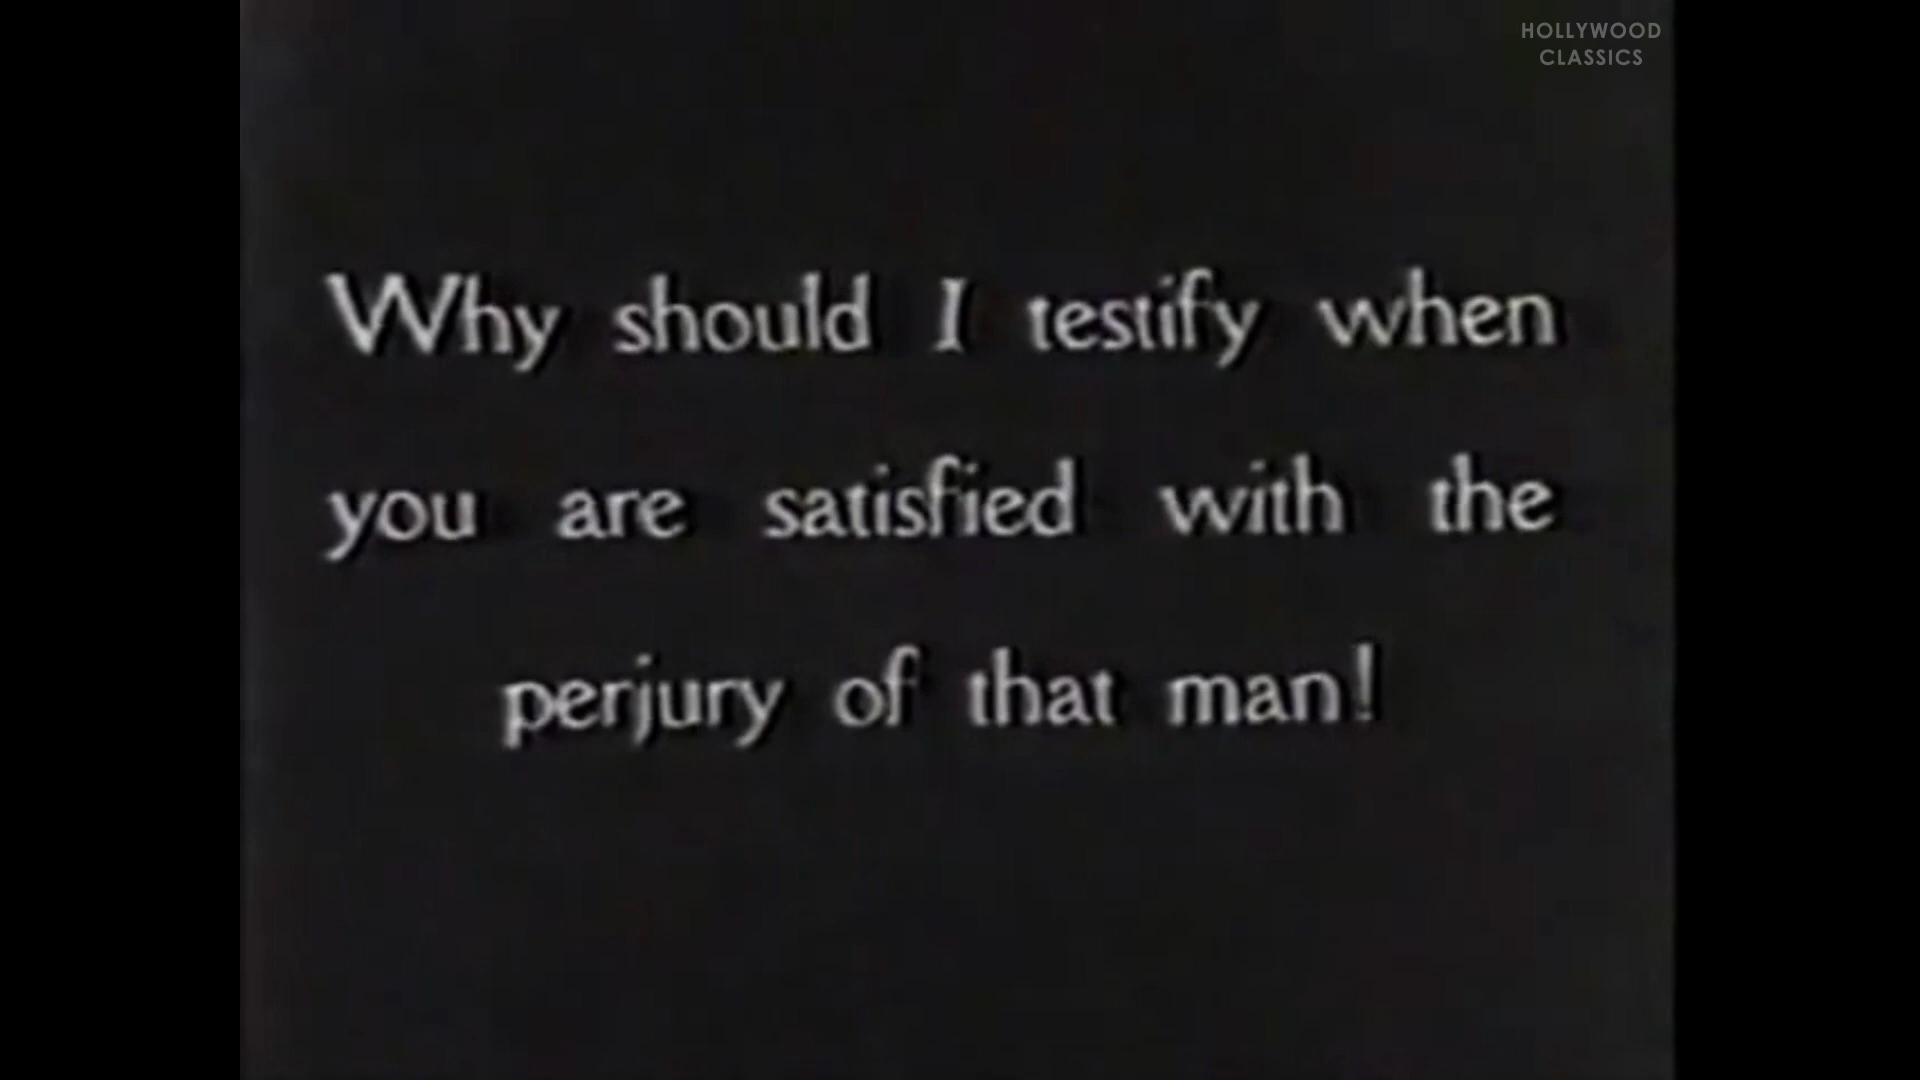 HOLLYWOOD
CLASSICS
Why should I testify when
you are satisfied with the
perjury of that man!